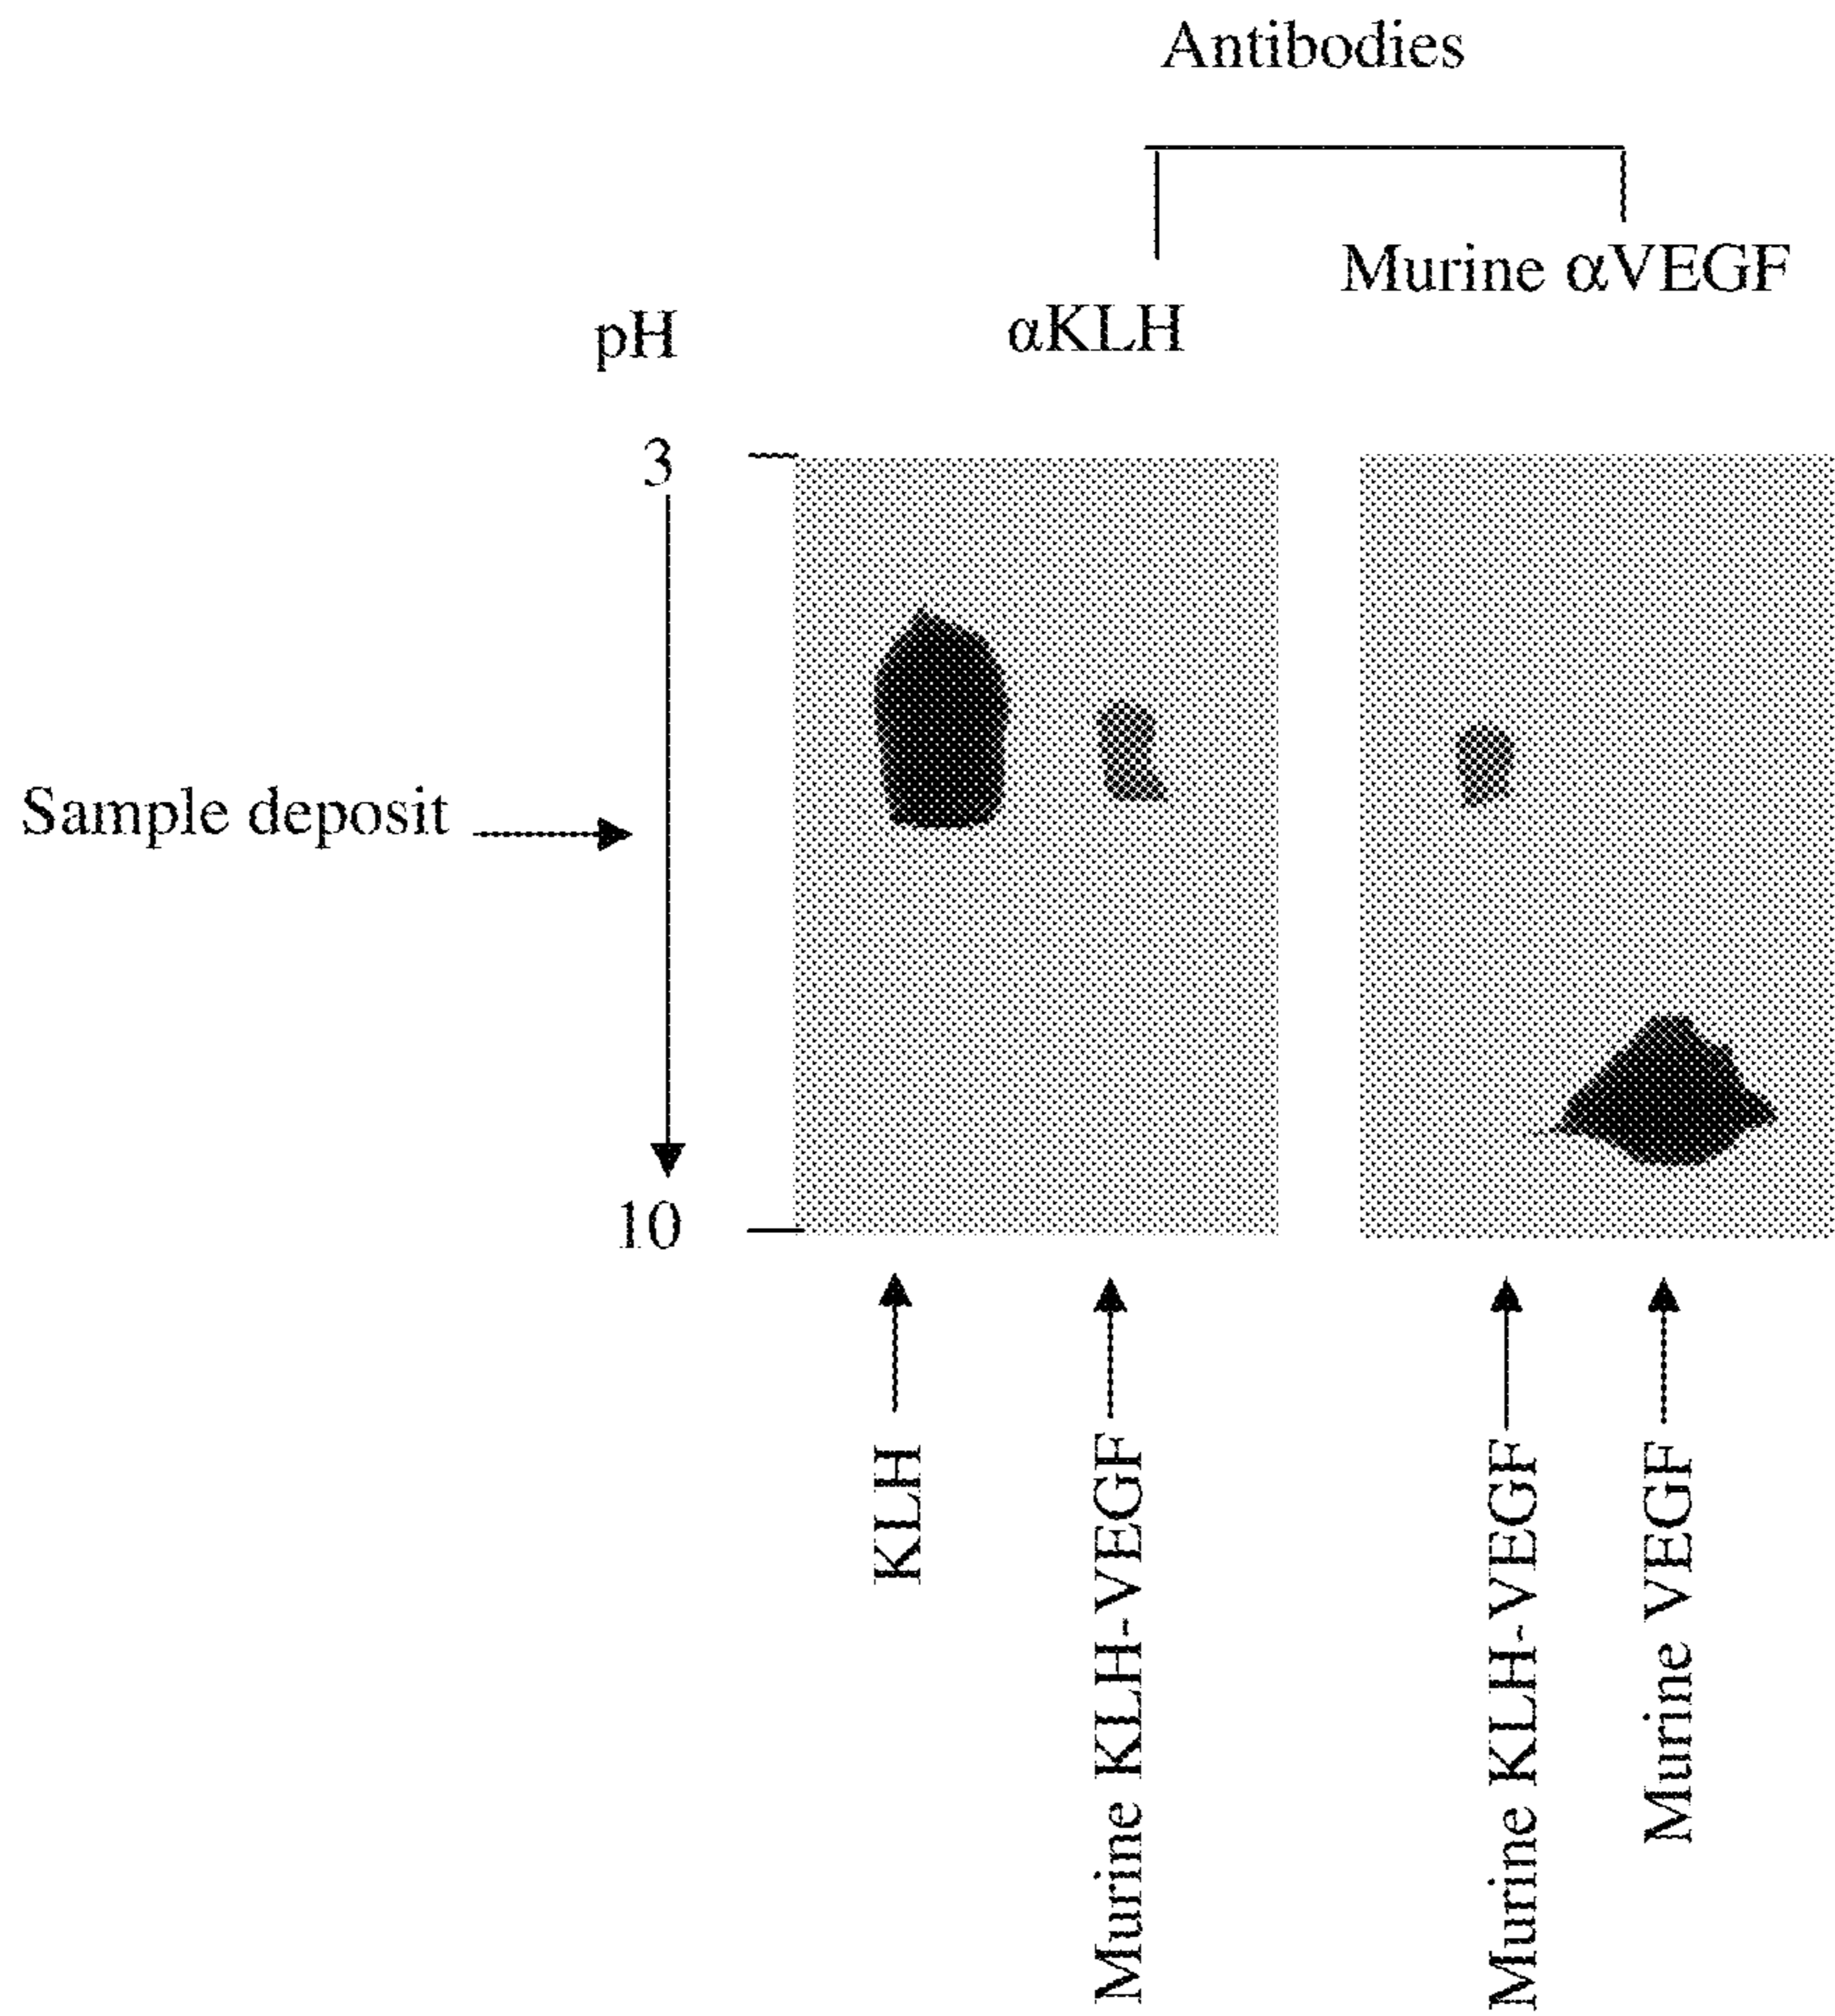 Antibodies
Murine αVEGF
αKLH
pH
3
Sample deposit
10
KLH
Murine KLH-VEGF
Murine KLH-VEGF
Murine VEGF